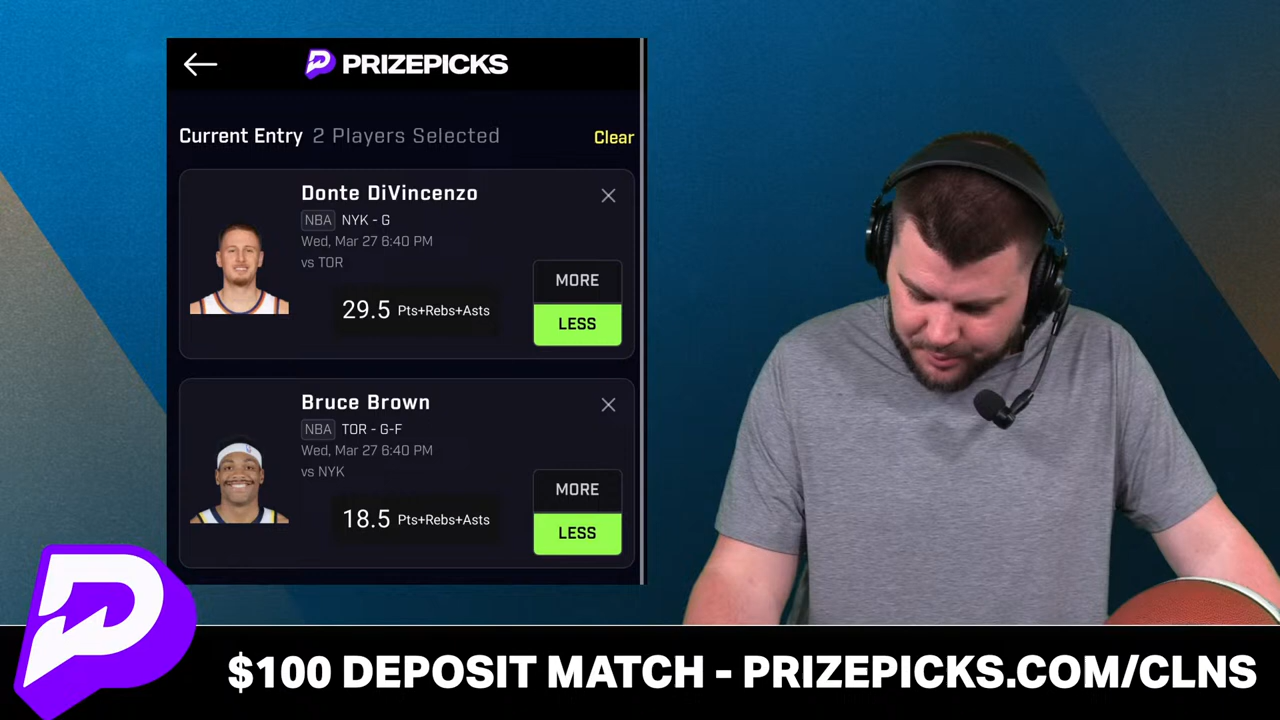 PRIZEPICKS
Current Entry 2 Players Selected Clear
Donte DiVincenzo
NBA NYK - G
Wed, Mar 27 6:40 PM
vs TOR
MORE
29.5 Pts+Rebs+Asts
LESS
Bruce Brown
NBA TOR - G-F
Wed, Mar 27 6:40 PM
vs NYK
MORE
18.5 Pts+Rebs+Asts
LESS
$100 DEPOSIT MATCH - PRIZEPICKS.COM/CLNS